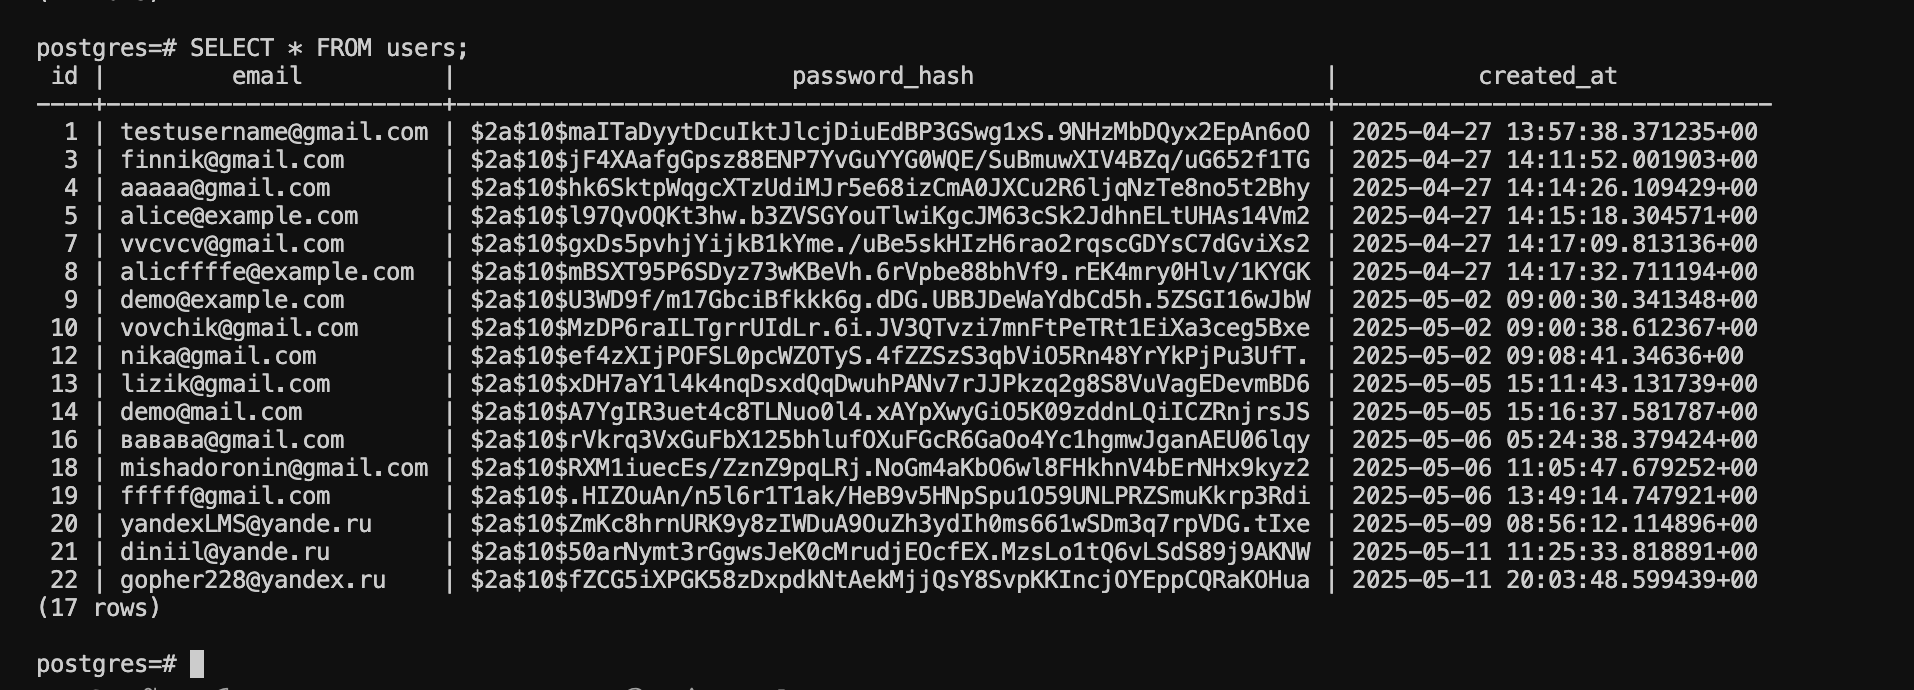 postgres=# SELECT * FROM users;
 id |         email          |                        password_hash                         |          created_at
----+------------------------+--------------------------------------------------------------+-------------------------------
  1 | testusername@gmail.com | $2a$10$maITaDyytDcuIktJlcjDiuEdBP3GSwg1xS.9NHzMbDQyx2EpAn6oO | 2025-04-27 13:57:38.371235+00
  3 | finnik@gmail.com       | $2a$10$jF4XAafgGpsz88ENP7YvGuYYG0WQE/SuBmuwXIV4BZq/uG652f1TG | 2025-04-27 14:11:52.001903+00
  4 | aaaaa@gmail.com        | $2a$10$hk6SktpWqgcXTzUdiMJr5e68izCmA0JXCu2R6ljqNzTe8no5t2Bhy | 2025-04-27 14:14:26.109429+00
  5 | alice@example.com      | $2a$10$l97QvOQKt3hw.b3ZVSGYouTlwiKgcJM63cSk2JdhnELtUHAs14Vm2 | 2025-04-27 14:15:18.304571+00
  7 | vvcvcv@gmail.com       | $2a$10$gxDs5pvhjYijkB1kYme./uBe5skHIzH6rao2rqscGDYsC7dGviXs2 | 2025-04-27 14:17:09.813136+00
  8 | alicffffe@example.com  | $2a$10$mBSXT95P6SDyz73wKBeVh.6rVpbe88bhVf9.rEK4mry0Hlv/1KYGK | 2025-04-27 14:17:32.711194+00
  9 | demo@example.com       | $2a$10$U3WD9f/m17GbciBfkkk6g.dDG.UBBJDeWaYdbCd5h.5ZSGI16wJbW | 2025-05-02 09:00:30.341348+00
 10 | vovchik@gmail.com      | $2a$10$MzDP6raILTgrrUIdLr.6i.JV3QTvzi7mnFtPeTRt1EiXa3ceg5Bxe | 2025-05-02 09:00:38.612367+00
 12 | nika@gmail.com         | $2a$10$ef4zXIjPOFSL0pcWZOTyS.4fZZSzS3qbViO5Rn48YrYkPjPu3UfT. | 2025-05-02 09:08:41.34636+00
 13 | lizik@gmail.com        | $2a$10$xDH7aY1l4k4nqDsxdQqDwuhPANv7rJJPkzq2g8S8VuVagEDevmBD6 | 2025-05-05 15:11:43.131739+00
 14 | demo@mail.com          | $2a$10$A7YgIR3uet4c8TLNuo0l4.xAYpXwyGiO5K09zddnLQiICZRnjrsJS | 2025-05-05 15:16:37.581787+00
 16 | вавава@gmail.com       | $2a$10$rVkrq3VxGuFbX125bhlufOXuFGcR6GaOo4Yc1hgmwJganAEU06lqy | 2025-05-06 05:24:38.379424+00
 18 | mishadoronin@gmail.com | $2a$10$RXM1iuecEs/ZznZ9pqLRj.NoGm4aKbO6wl8FHkhnV4bErNHx9kyz2 | 2025-05-06 11:05:47.679252+00
 19 | fffff@gmail.com        | $2a$10$.HIZOuAn/n5l6r1T1ak/HeB9v5HNpSpu1O59UNLPRZSmuKkrp3Rdi | 2025-05-06 13:49:14.747921+00
 20 | yandexLMS@yande.ru     | $2a$10$ZmKc8hrnURK9y8zIWDuA9OuZh3ydIh0ms661wSDm3q7rpVDG.tIxe | 2025-05-09 08:56:12.114896+00
 21 | diniil@yande.ru        | $2a$10$50arNymt3rGgwsJeK0cMrudjEOcfEX.MzsLo1tQ6vLSdS89j9AKNW | 2025-05-11 11:25:33.818891+00
 22 | gopher228@yandex.ru    | $2a$10$fZCG5iXPGK58zDxpdkNtAekMjjQsY8SvpKKIncjOYEppCQRaKOHua | 2025-05-11 20:03:48.599439+00
(17 rows)
postgres=#